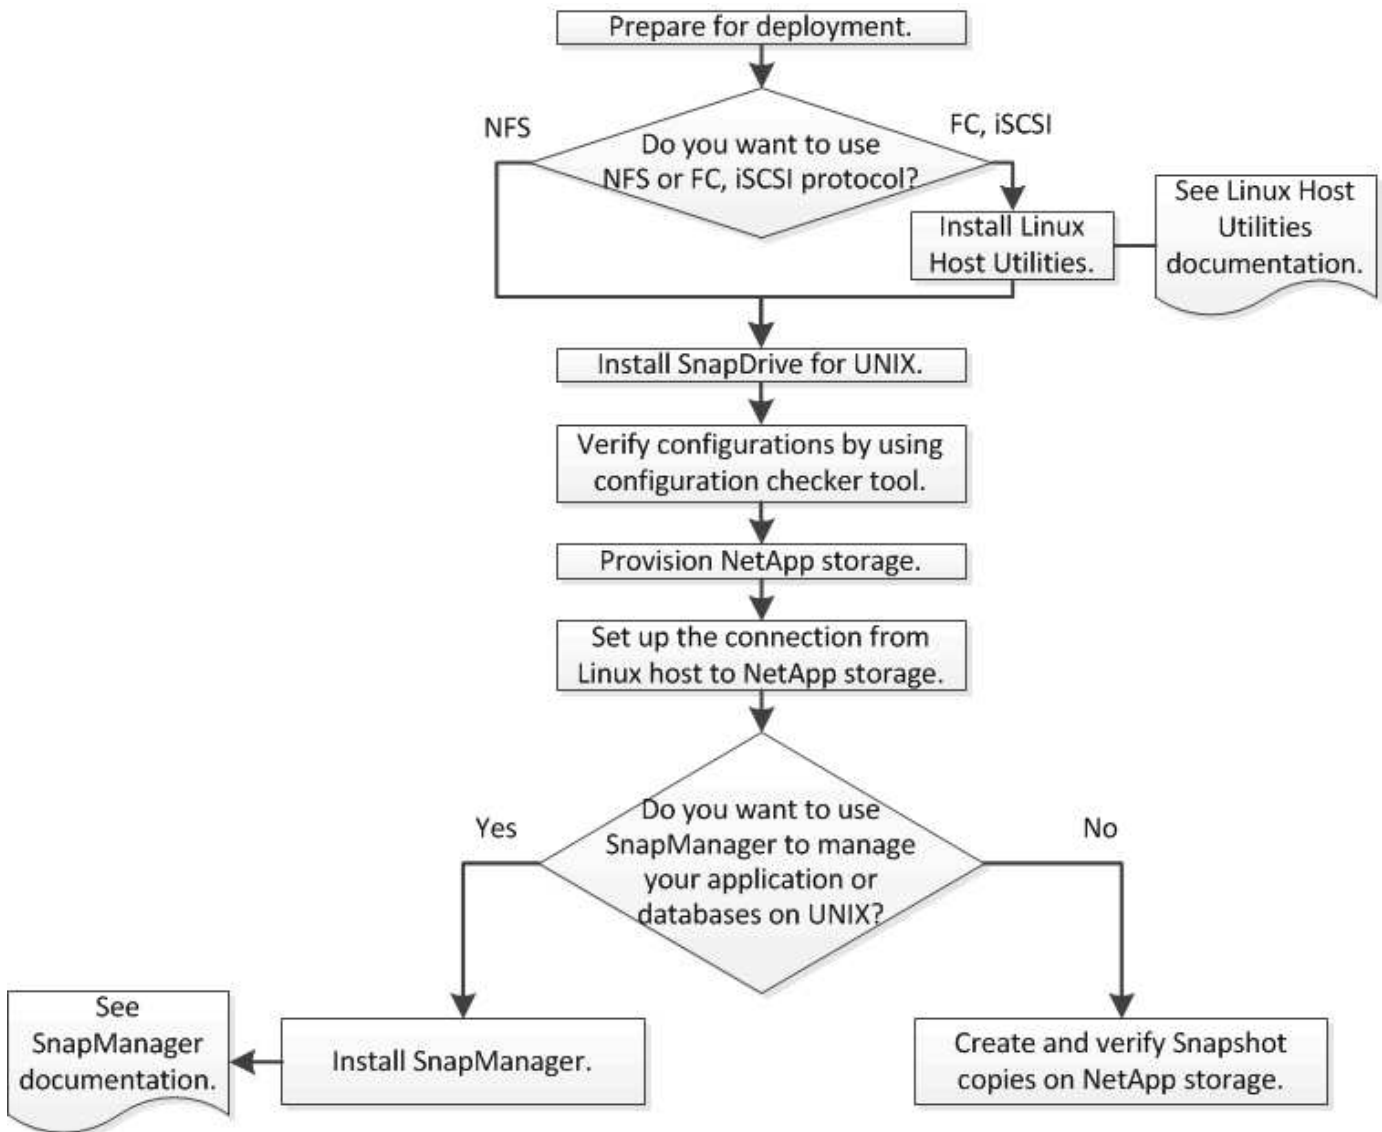 Prepare for deployment.
NFS
FC, iSCSI
Do you want to use
NFS or FC, iSCSI protocol?
Install Linux
Host Utilities.
See Linux Host
Utilities
documentation.
Install SnapDrive for UNIX.
Verify configurations by using
configuration checker tool.
Provision NetApp storage.
Set up the connection from
Linux host to NetApp storage.
Yes
Do you want to use
SnapManager to manage
your application or
databases on UNIX?
No
See
SnapManager
documentation.
Install SnapManager.
Create and verify Snapshot
copies on NetApp storage.